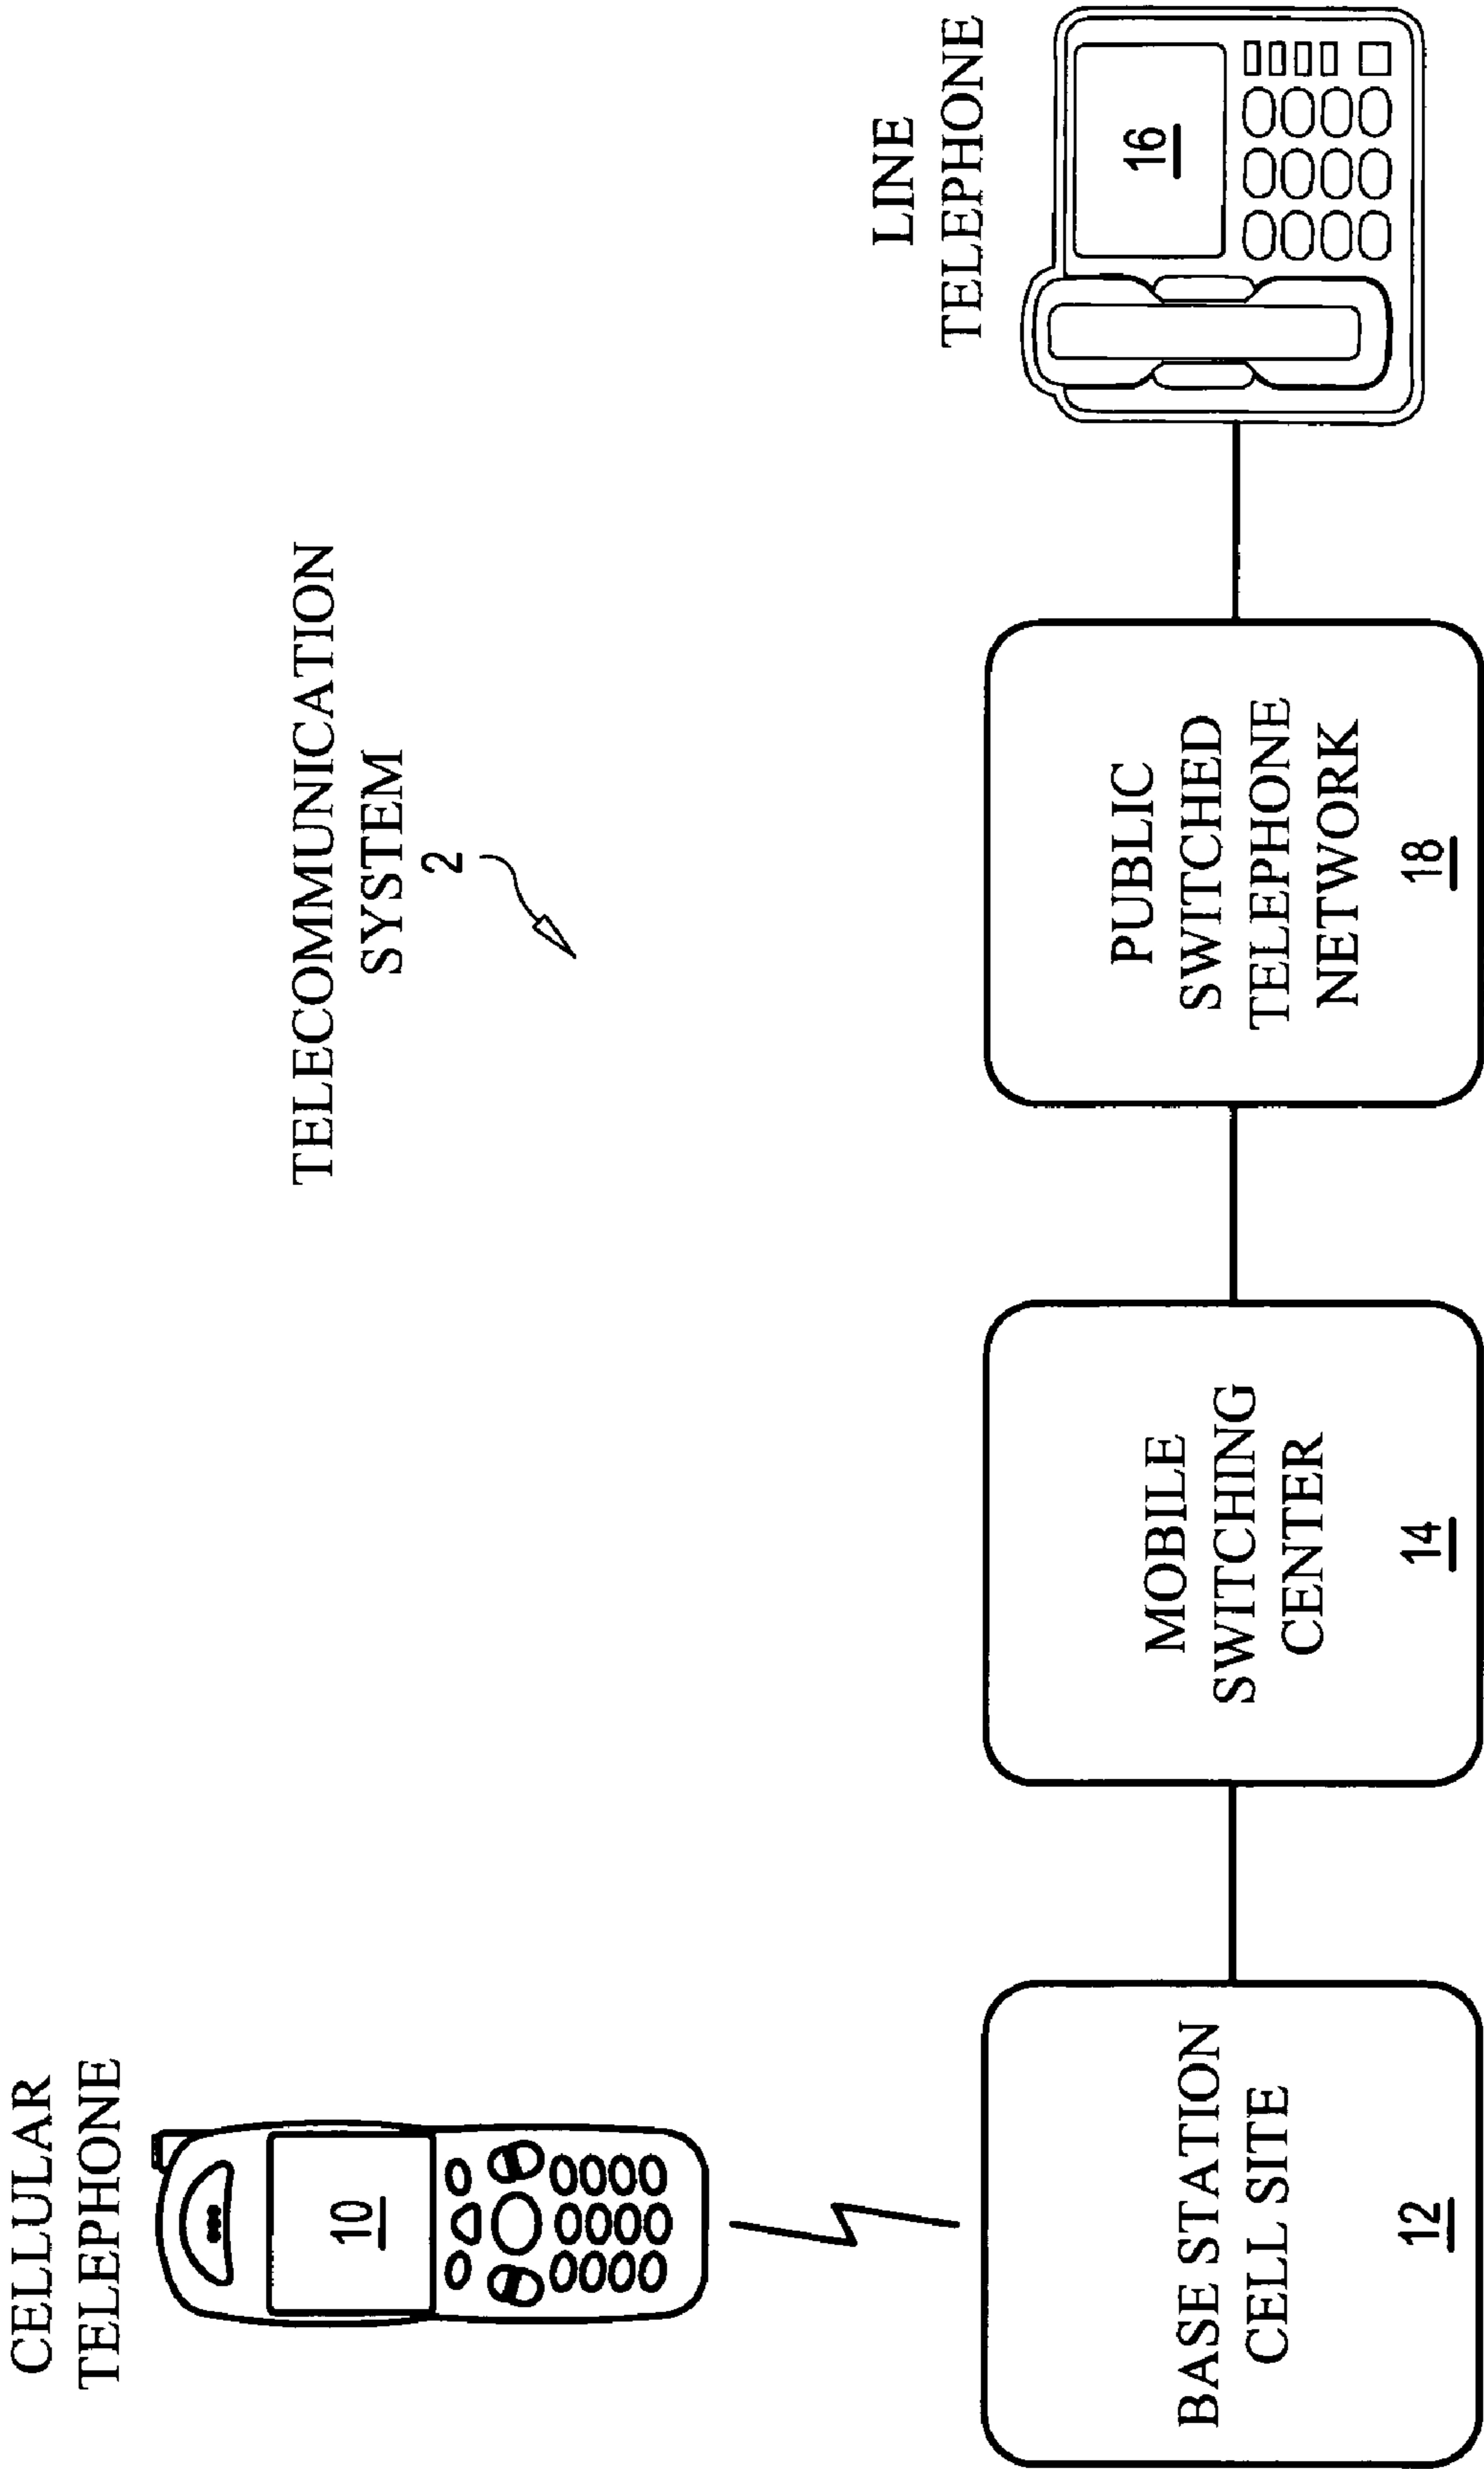 TELECOMMUNICATION
SYSTEM
2
CELLULAR
TELEPHONE
10
LINE
TELEPHONE
16
BASE STATION
CELL SITE
12
MOBILE
SWITCHING
CENTER
14
PUBLIC
SWITCHED
TELEPHONE
NETWORK
18